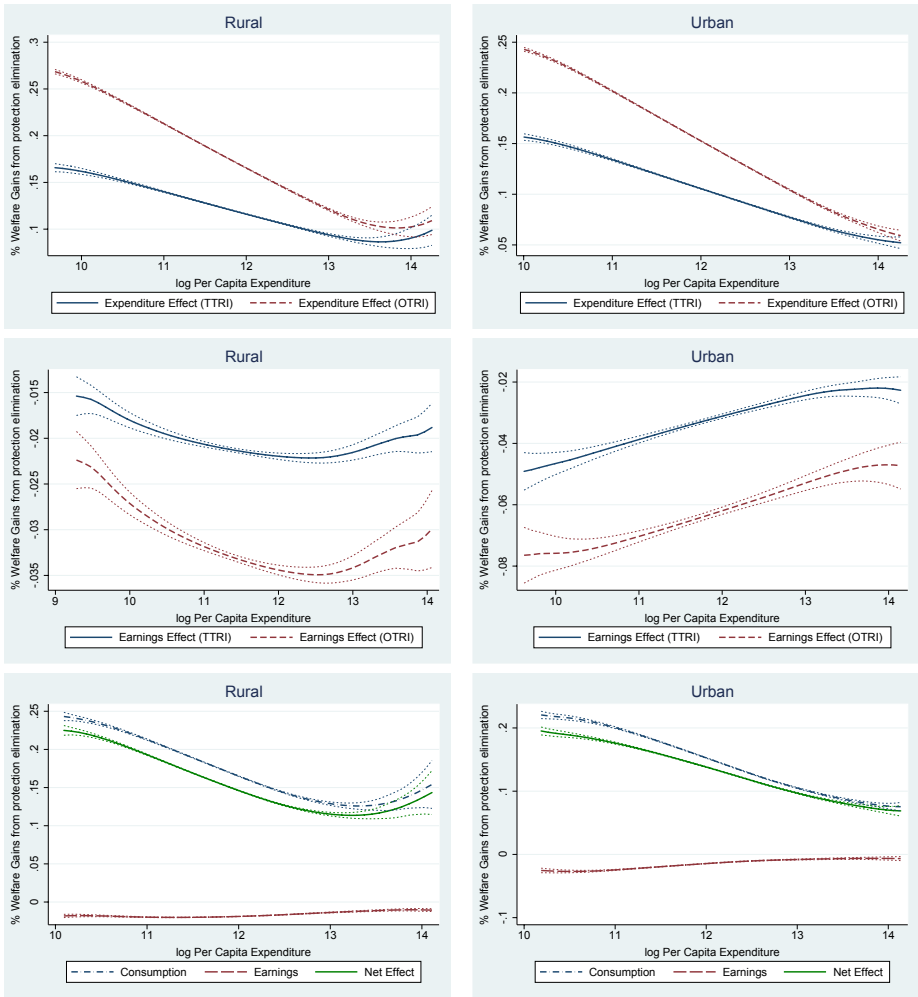 Rural
% Welfare Gains from protection elimination
.3
.25
.2
.15
.1
10
11
12
13
14
log Per Capita Expenditure
Expenditure Effect (TTRI)
Expenditure Effect (OTRI)
Urban
% Welfare Gains from protection elimination
.25
.2
.15
.1
.05
10
11
12
13
14
log Per Capita Expenditure
Expenditure Effect (TTRI)
Expenditure Effect (OTRI)
Rural
% Welfare Gains from protection elimination
-.015
-.02
-.025
-.03
-.035
9
10
11
12
13
14
log Per Capita Expenditure
Earnings Effect (TTRI)
Earnings Effect (OTRI)
Urban
% Welfare Gains from protection elimination
-.02
-.04
-.06
-.08
10
11
12
13
14
log Per Capita Expenditure
Earnings Effect (TTRI)
Earnings Effect (OTRI)
Rural
% Welfare Gains from protection elimination
.25
.2
.15
.1
.05
0
10
11
12
13
14
log Per Capita Expenditure
Consumption
Earnings
Net Effect
Urban
% Welfare Gains from protection elimination
.2
.1
0
-.1
10
11
12
13
14
log Per Capita Expenditure
Consumption
Earnings
Net Effect